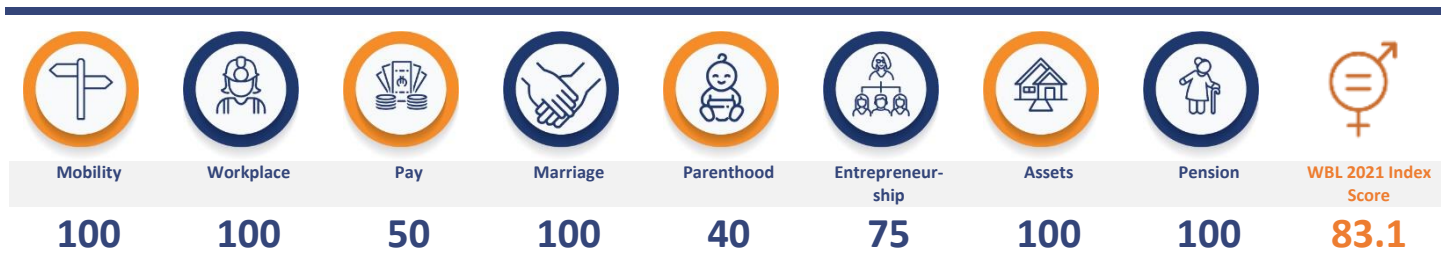 Mobility
Workplace
Pay
Marriage
Parenthood
Entrepreneur-
ship
Assets
Pension
WBL 2021 Index
Score
100
100
50
100
40
75
100
100
83.1